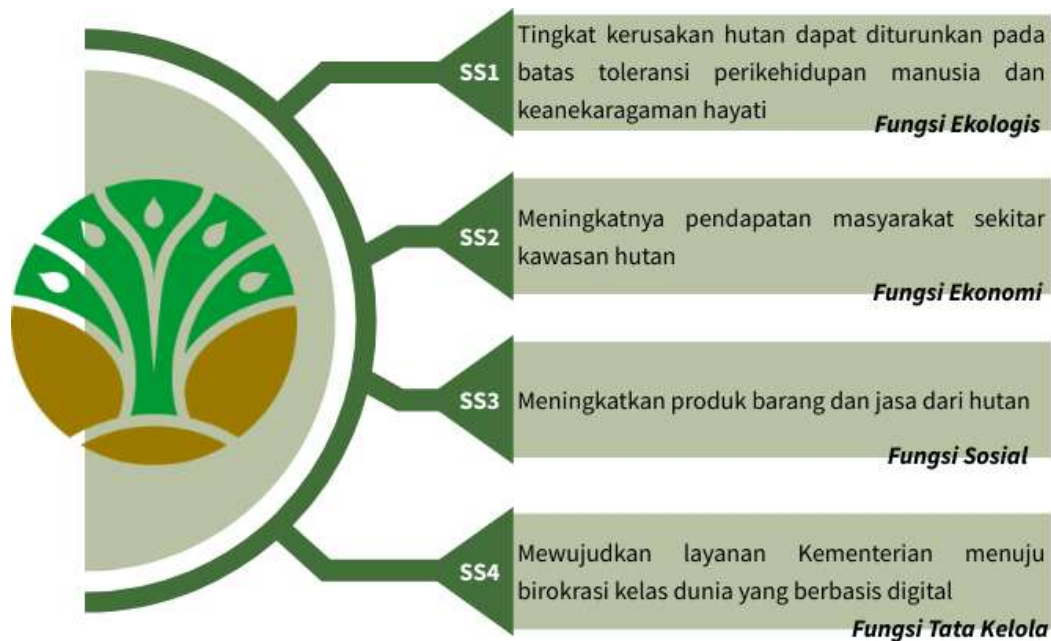 SS1
Tingkat kerusakan hutan dapat diturunkan pada
batas toleransi perikehidupan manusia dan
keanekaragaman hayati
Fungsi Ekologis
SS2
Meningkatnya pendapatan masyarakat sekitar
kawasan hutan
Fungsi Ekonomi
SS3
Meningkatkan produk barang dan jasa dari hutan
Fungsi Sosial
SS4
Mewujudkan layanan Kementerian menuju
birokrasi kelas dunia yang berbasis digital
Fungsi Tata Kelola